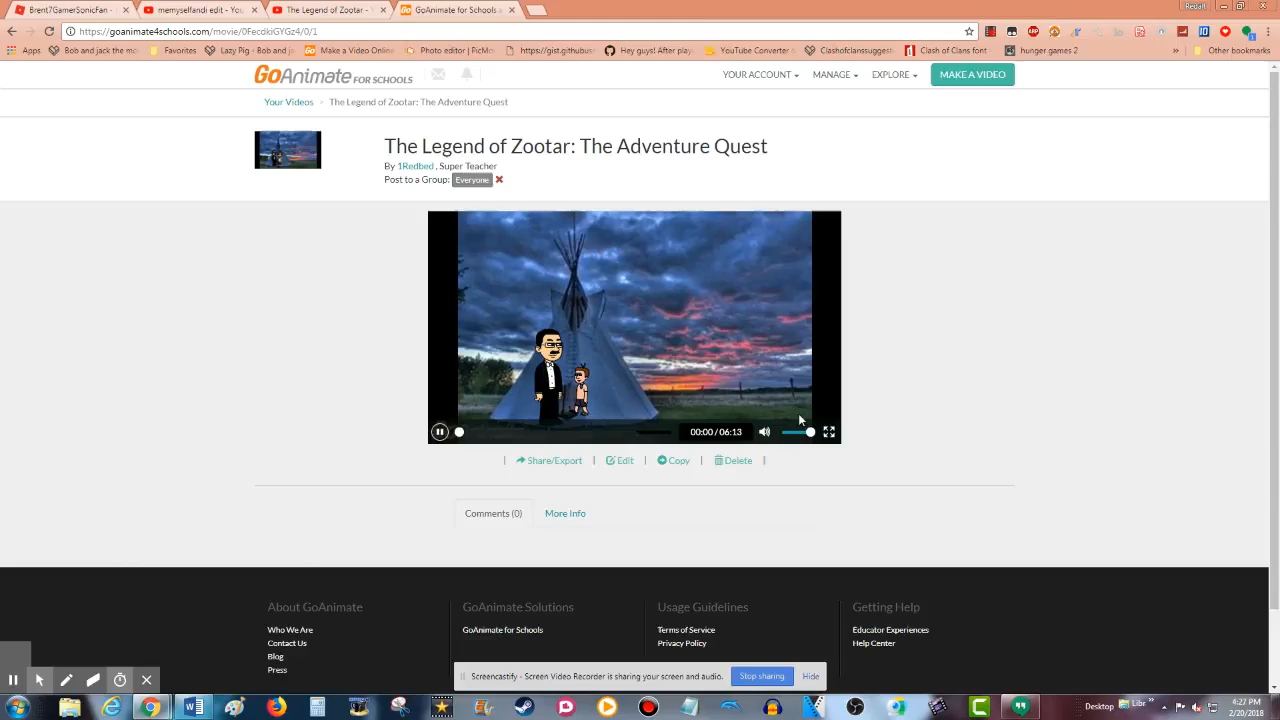 Brent7GamerSonicFan -
memyselfandi edit - You
The Legend of Zootar -
GoAnimate for Schools a
https://goanimate4schools.com/movie/0FecdkiGYGz4/0/1
Apps
Bob and jack the mo
Favorites
Lazy Pig - Bob and j
Make a Video Online
Photo editor | PicMo
https://gist.github
Hey guys! After play
YouTube Converter
Clashofclanssuggest
Clash of Clans font
hunger games 2
»
Other bookmarks
GoAnimate FOR SCHOOLS
YOUR ACCOUNT
MANAGE
EXPLORE
MAKE A VIDEO
Your Videos > The Legend of Zootar: The Adventure Quest
The Legend of Zootar: The Adventure Quest
By 1Redbed , Super Teacher
Post to a Group: Everyone
00:00 / 06:13
| Share/Export | Edit | Copy | Delete |
Comments (0)
More Info
About GoAnimate
GoAnimate Solutions
Usage Guidelines
Getting Help
Who We Are
GoAnimate for Schools
Terms of Service
Educator Experiences
Contact Us
Privacy Policy
Help Center
Blog
Press
Screencastify - Screen Video Recorder is sharing your screen and audio.
Stop sharing
Hide
Desktop
Libr
»
4:27 PM
2/20/2018